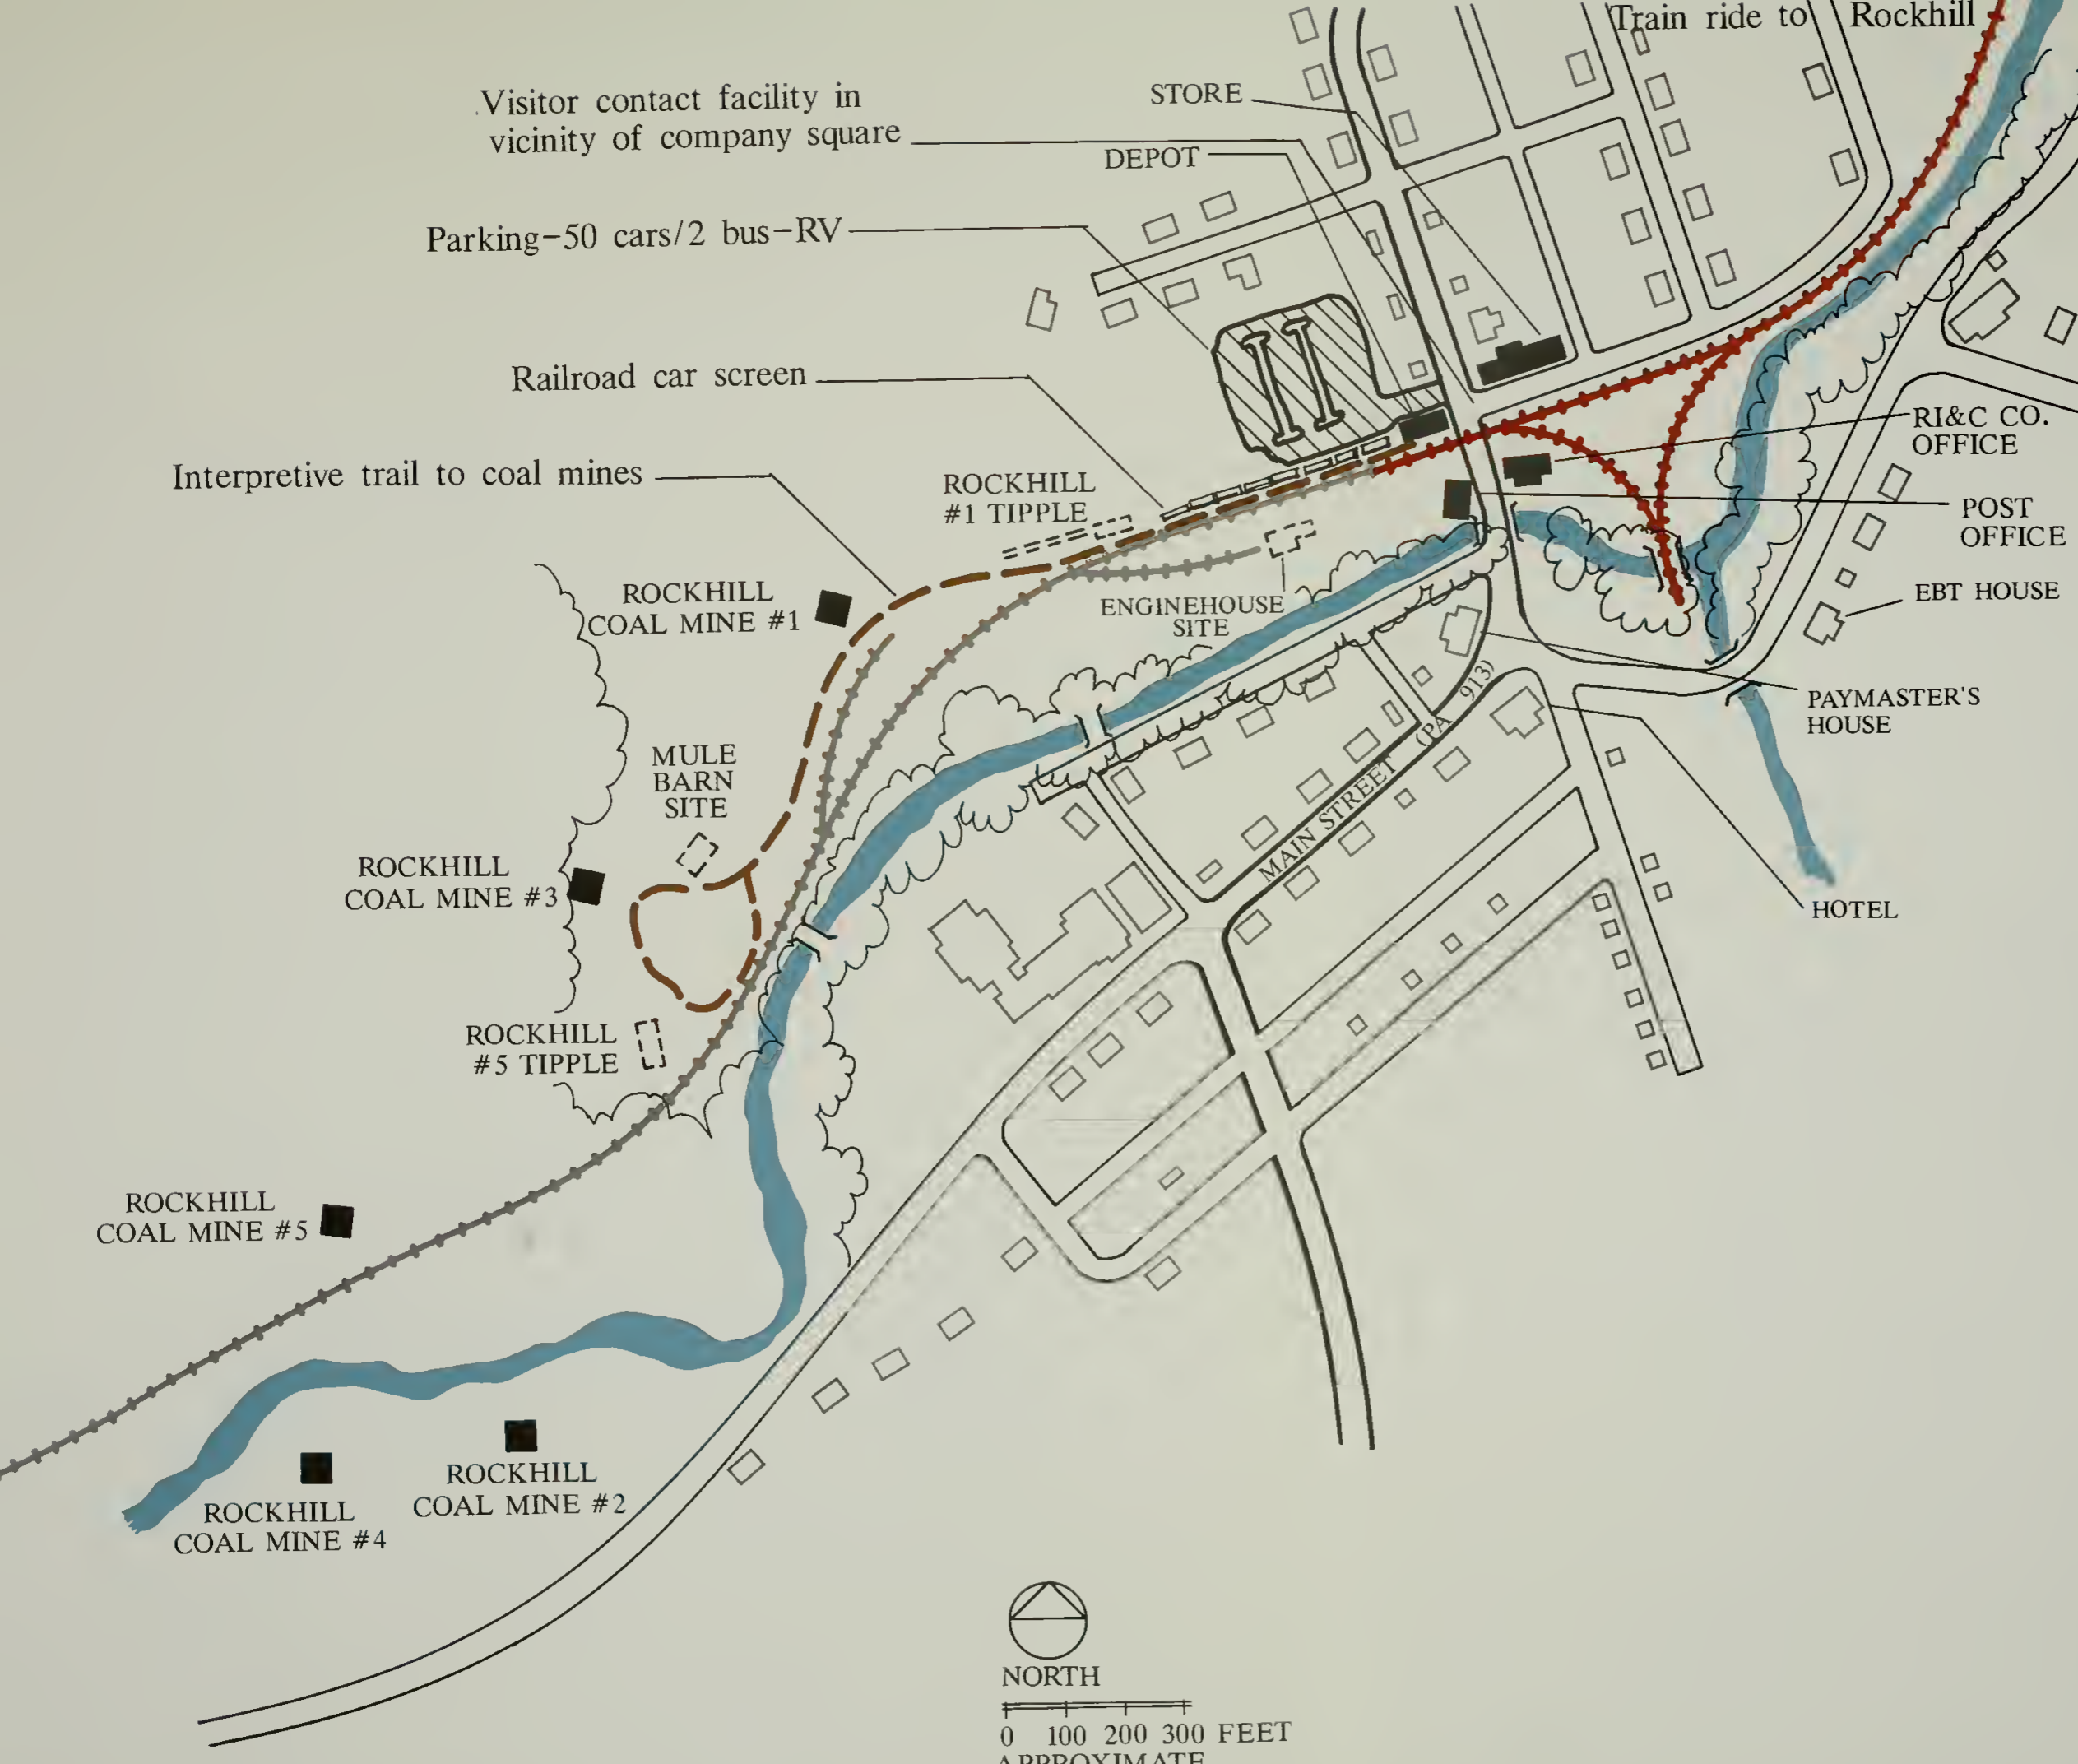 Train ride to Rockhill
Visitor contact facility in
vicinity of company square
STORE
DEPOT
Parking-50 cars/2 bus-RV
Railroad car screen
RI&C CO.
OFFICE
Interpretive trail to coal mines
ROCKHILL
#1 TIPPLE
POST
OFFICE
ROCKHILL
COAL MINE #1
ENGINEHOUSE
SITE
EBT HOUSE
PAYMASTER'S
HOUSE
MULE
BARN
SITE
MAIN STREET (PA 913)
ROCKHILL
COAL MINE #3
HOTEL
ROCKHILL
#5 TIPPLE
ROCKHILL
COAL MINE #5
ROCKHILL
COAL MINE #2
ROCKHILL
COAL MINE #4
NORTH
0 100 200 300 FEET
APPROXIMATE